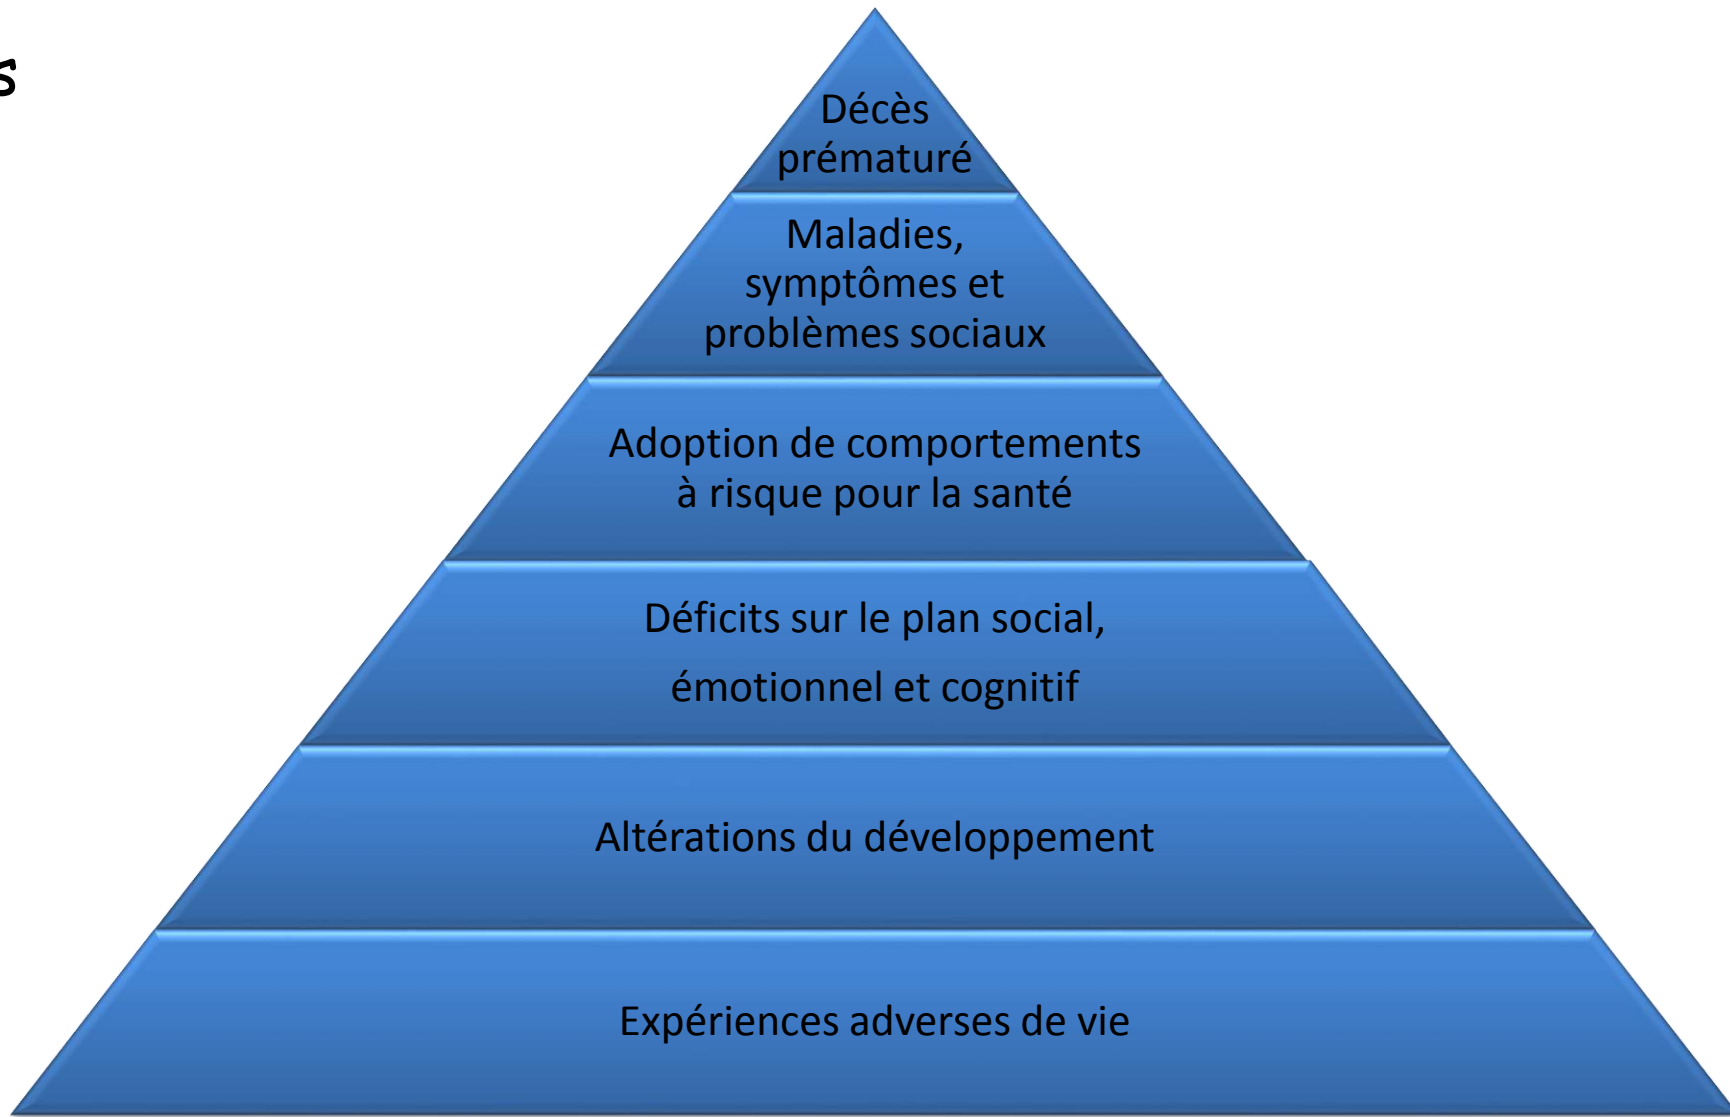 s
Décès
prématuré
Maladies,
symptômes et
problèmes sociaux
Adoption de comportements
à risque pour la santé
Déficits sur le plan social,
émotionnel et cognitif
Altérations du développement
Expériences adverses de vie